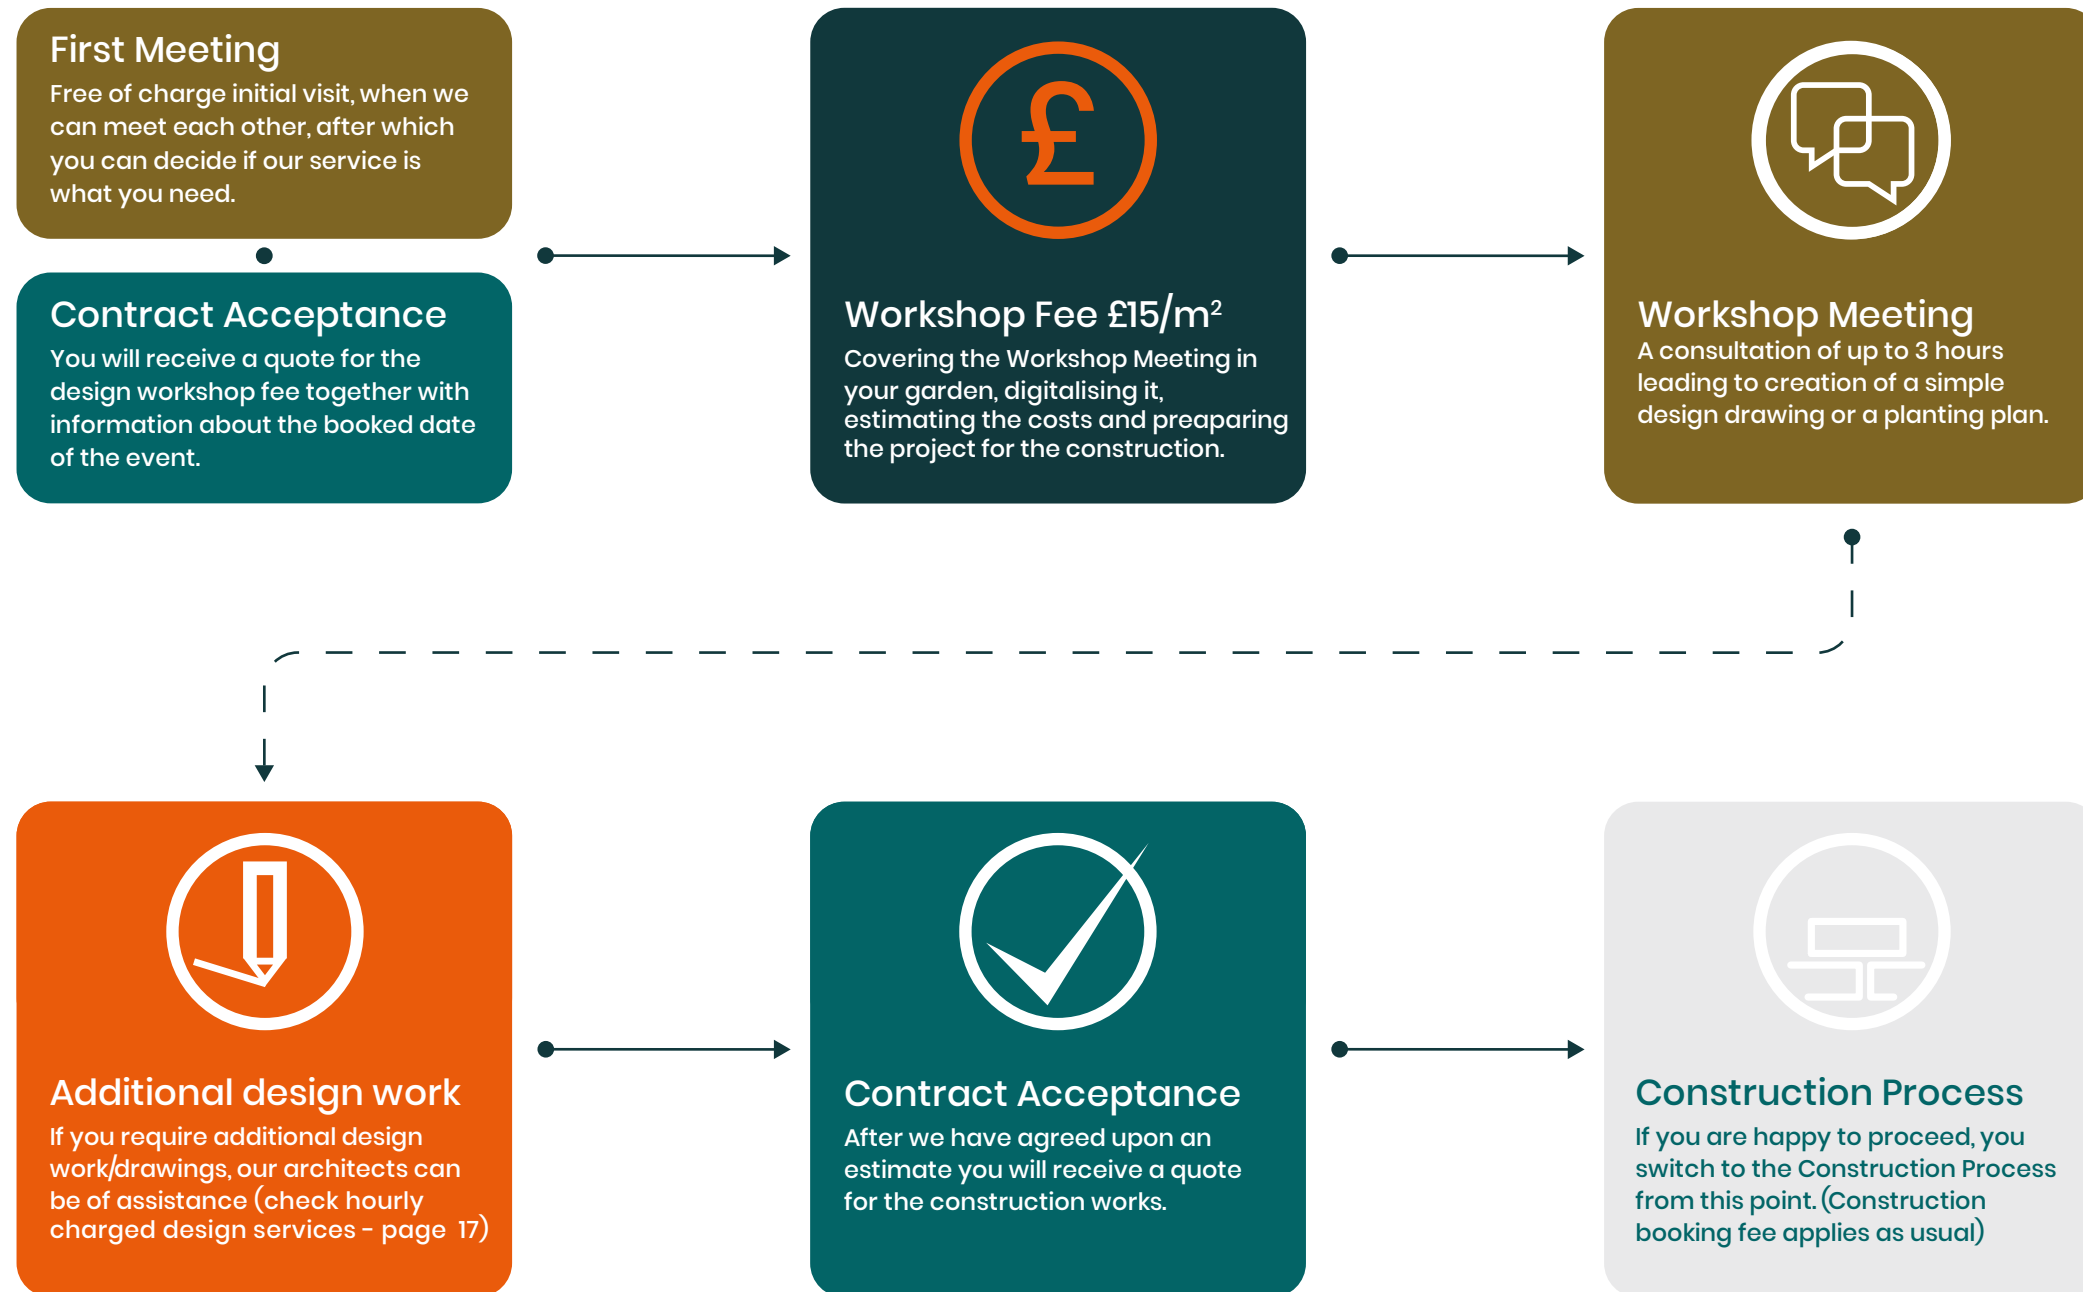 First Meeting
Free of charge initial visit, when we
can meet each other, after which
you can decide if our service is
what you need.
Contract Acceptance
You will receive a quote for the
design workshop fee together with
information about the booked date
of the event.
£
Workshop Fee £15/m²
Covering the Workshop Meeting in
your garden, digitalising it,
estimating the costs and preaparing
the project for the construction.
Workshop Meeting
A consultation of up to 3 hours
leading to creation of a simple
design drawing or a planting plan.
Additional design work
If you require additional design
work/drawings, our architects can
be of assistance (check hourly
charged design services - page 17)
Contract Acceptance
After we have agreed upon an
estimate you will receive a quote
for the construction works.
Construction Process
If you are happy to proceed, you
switch to the Construction Process
from this point. (Construction
booking fee applies as usual)